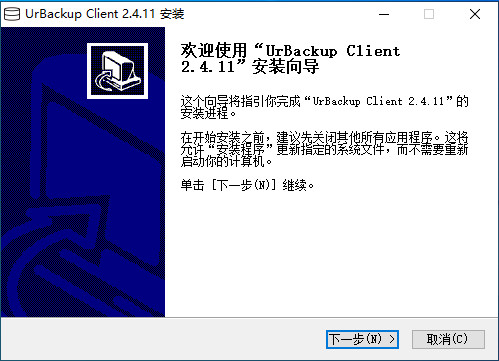 UrBackup Client 2.4.11 安装
欢迎使用“UrBackup Client
2.4.11”安装向导
这个向导将指引你完成“UrBackup Client 2.4.11”的
安装进程。
在开始安装之前，建议先关闭其他所有应用程序。这将
允许“安装程序”更新指定的系统文件，而不需要重新
启动你的计算机。
单击 [下一步(N)] 继续。
下一步(N) >
取消(C)